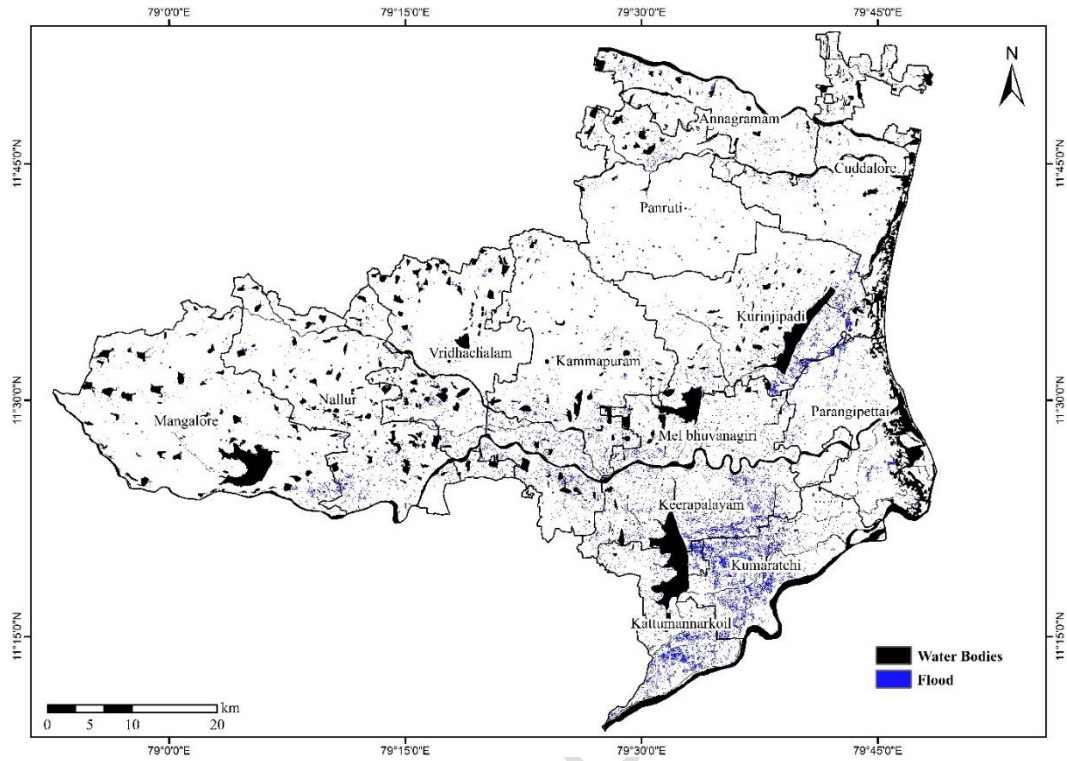 79°0'0"E 79°15'0"E 79°30'0"E 79°45'0"E
N
Annagramam
11°45'0"N 11°45'0"N
Cuddalore
Panruti
Kurinjipadi
Vridhachalam
Kammapuram
11°30'0"N 11°30'0"N
Nallur
Mangalore
Parangipettai
Mel bhuvanagiri
Keerapalayam
Kumaratchi
Kattumannarkoil
11°15'0"N 11°15'0"N
Water Bodies
Flood
km
0 5 10 20
79°0'0"E 79°15'0"E 79°30'0"E 79°45'0"E